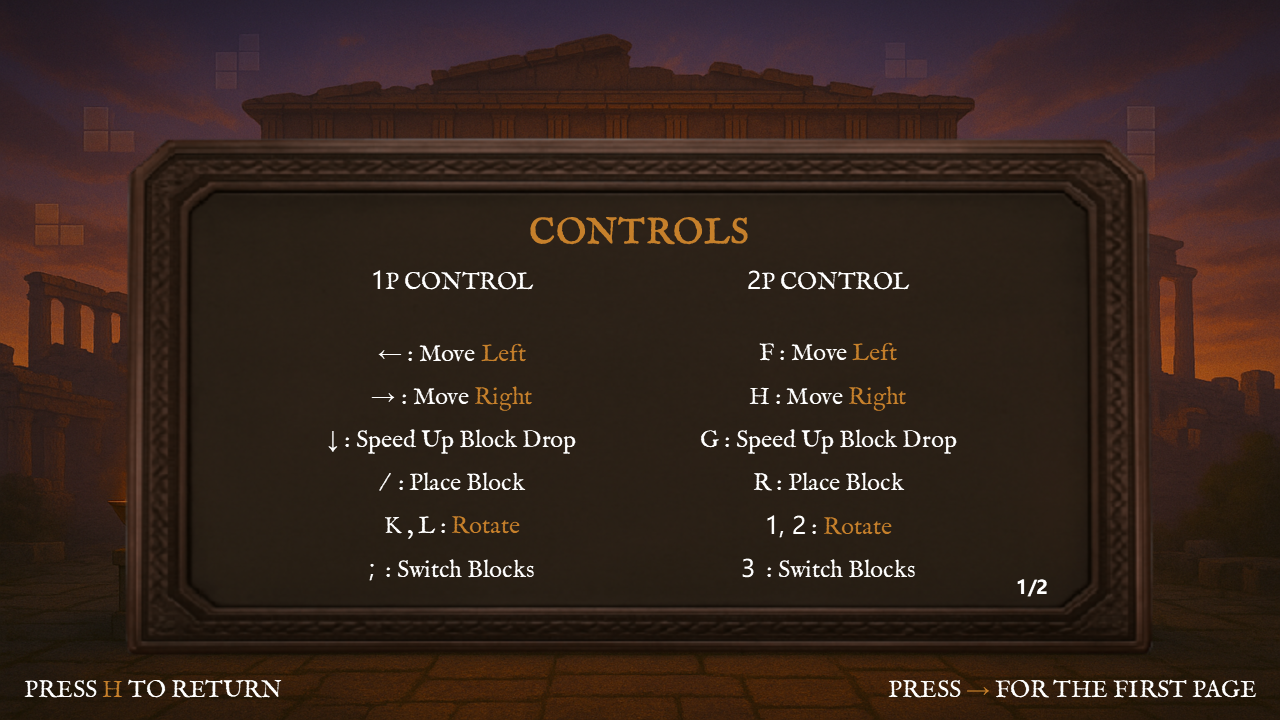 CONTROLS
1P CONTROL
← : Move Left
→ : Move Right
↓ : Speed Up Block Drop
/ : Place Block
K , L : Rotate
; : Switch Blocks
2P CONTROL
F : Move Left
H : Move Right
G : Speed Up Block Drop
R : Place Block
1, 2 : Rotate
3 : Switch Blocks
1/2
PRESS H TO RETURN
PRESS → FOR THE FIRST PAGE